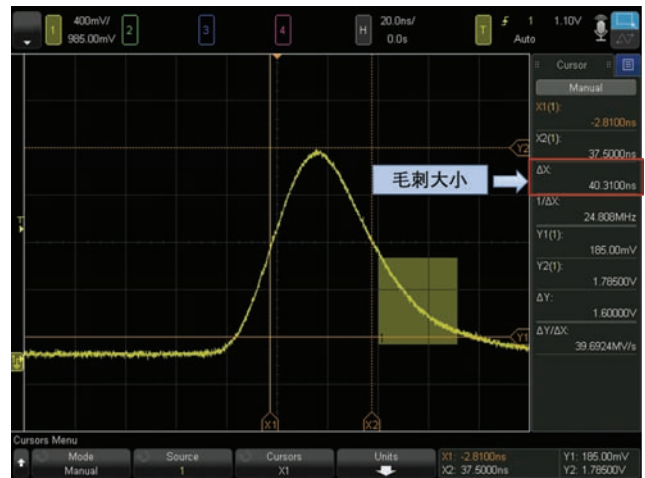 1 400mV/ 2 3 4 H 20.0ns/ T 1 1.10V
985.00mV 0.0s Auto
Cursor
Manual
X1(1):
-2.8100ns
X2(1):
37.5000ns
ΔX:
40.3100ns
1/ΔX:
24.808MHz
Y1(1):
185.00mV
Y2(1):
1.78500V
ΔY:
1.60000V
ΔY/ΔX:
39.6924MV/s
毛刺大小
Y2
T
Y1
X1 X2
Cursors Menu
Mode Source Cursors Units X1: -2.8100ns Y1: 185.00mV
Manual 1 X1 X2: 37.5000ns Y2: 1.78500V